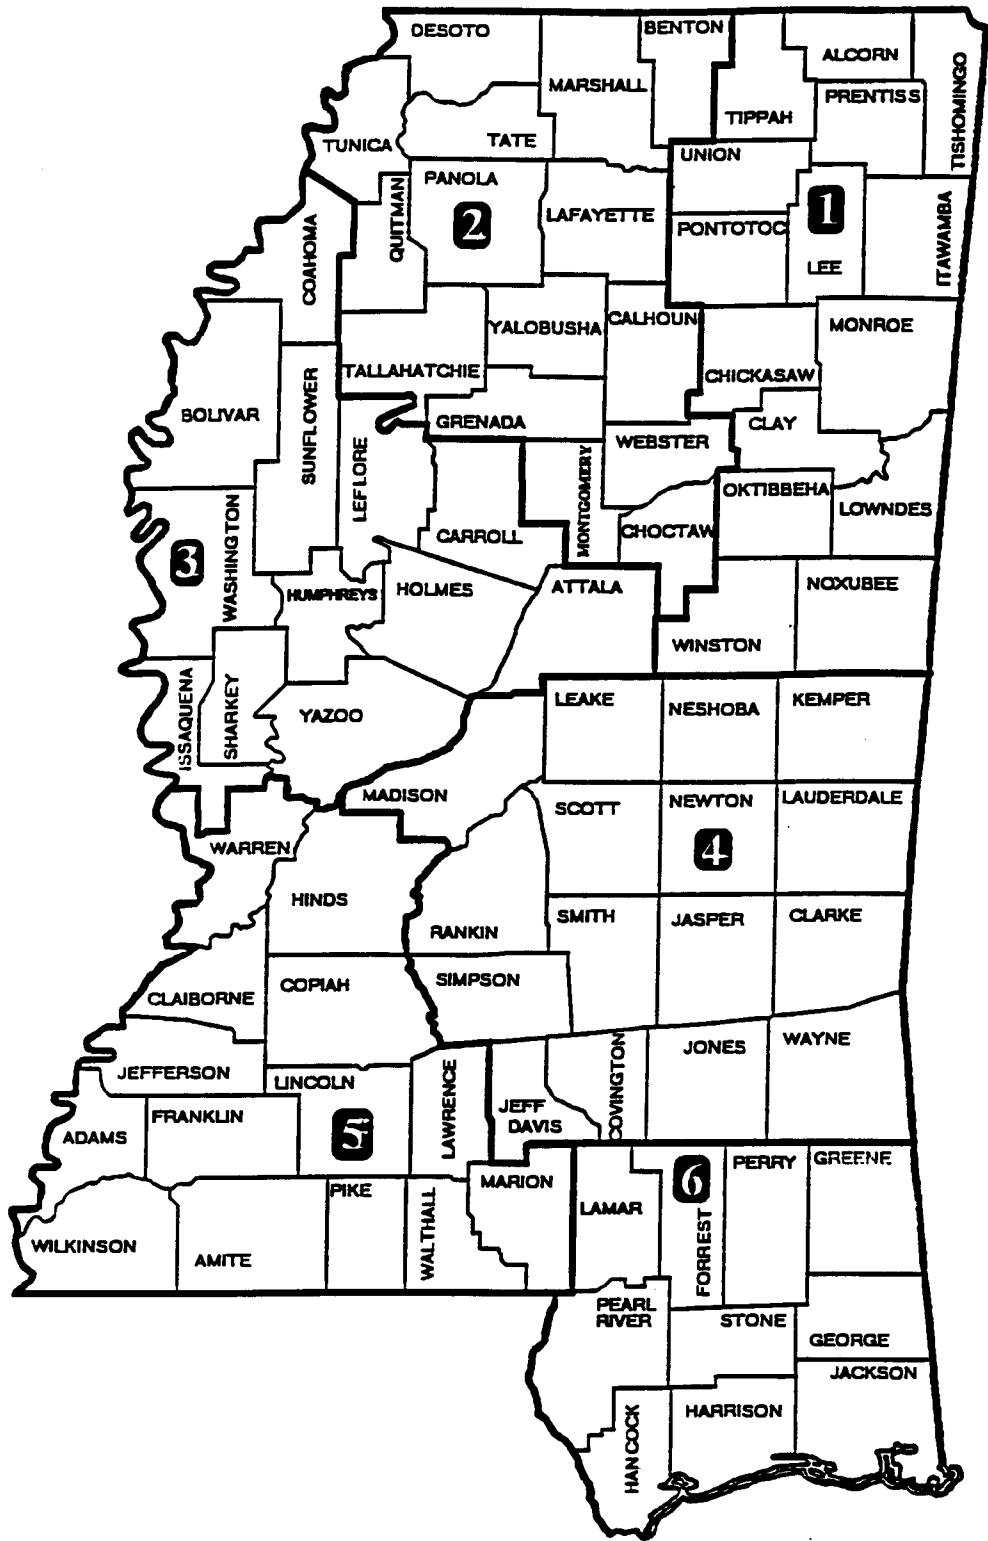 DESOTO
BENTON
ALCORN
MARSHALL
TIPPAH
PRENTISS
TISHOMINGO
TUNICA
TATE
UNION
PANOLA
QUITMAN
2
LAFAYETTE
PONTOTOC
1
LEE
ITAWAMBA
COAHOMA
YALOBUSHA
CALHOUN
MONROE
TALLAHATCHIE
CHICKASAW
BOLIVAR
SUNFLOWER
GRENADA
CLAY
LEFLORE
WEBSTER
MONTGOMERY
OKTIBBEHA
LOWNDES
WASHINGTON
CARROLL
CHOCTAW
3
HUMPHREYS
HOLMES
ATTALA
NOXUBEE
WINSTON
ISSAQUENA
SHARKEY
YAZOO
LEAKE
NESHOBA
KEMPER
MADISON
SCOTT
NEWTON
LAUDERDALE
4
WARREN
HINDS
RANKIN
SMITH
JASPER
CLARKE
CLAIBORNE
COPIAH
SIMPSON
JEFFERSON
LINCOLN
LAWRENCE
JEFF
DAVIS
COVINGTON
JONES
WAYNE
ADAMS
FRANKLIN
5
MARION
PERRY
GREENE
6
WILKINSON
AMITE
PIKE
WALTHALL
LAMAR
FORREST
PEARL
RIVER
STONE
GEORGE
JACKSON
HANCOCK
HARRISON